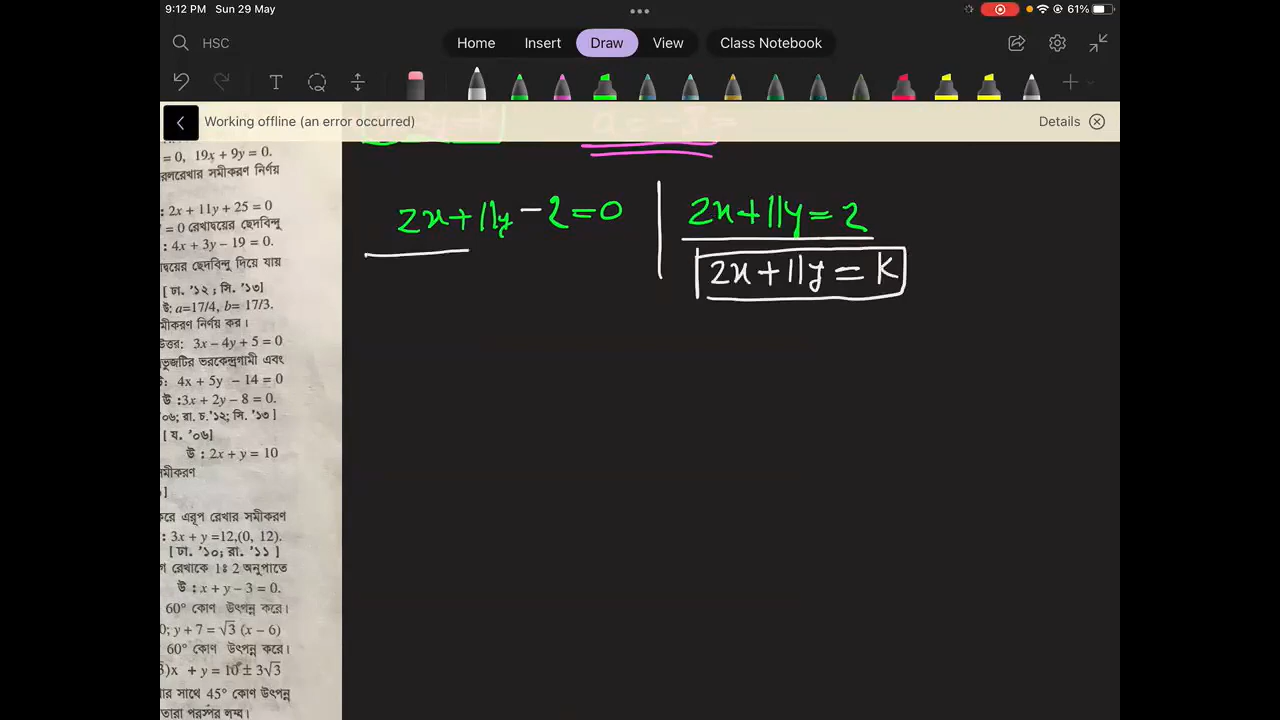 9:12 PM Sun 29 May
61%
HSC
Home Insert Draw View Class Notebook
Working offline (an error occurred)
Details
a = -3 =
= 0, 19x + 9y = 0.
রলরেখার সমীকরণ নির্ণয়
: 2x + 11y + 25 = 0
= 0 রেখাদ্বয়ের ছেদবিন্দু
: 4x + 3y – 19 = 0.
দ্বয়ের ছেদবিন্দু দিয়ে যায়
[ ঢা. '১২ ; সি. '১৩]
উ: a=17/4, b= 17/3.
মীকরণ নির্ণয় কর।
উত্তর: 3x – 4y + 5 = 0
ভুজটির ভরকেন্দ্রগামী এবং
: 4x + 5y – 14 = 0
উ :3x + 2y – 8 = 0.
'০৬; রা. চ.'১২; সি. '১৩ ]
[ য. '০৬]
উ : 2x + y = 10
সমীকরণ
]
করে এরূপ রেখার সমীকরণ
: 3x + y =12,(0, 12).
[ ঢা. '১০; রা. '১১ ]
গ রেখাকে 1ঃ 2 অনুপাতে
উ : x + y – 3 = 0.
60° কোণ উৎপন্ন করে।
0; y + 7 = √3 (x – 6)
60° কোণ উৎপন্ন করে।
3)x + y = 10 ± 3√3
ার সাথে 45° কোণ উৎপন্ন
তারা পরস্পর লম্ব।
2x + 11y - 2 = 0
2x + 11y = 2
2x + 11y = K